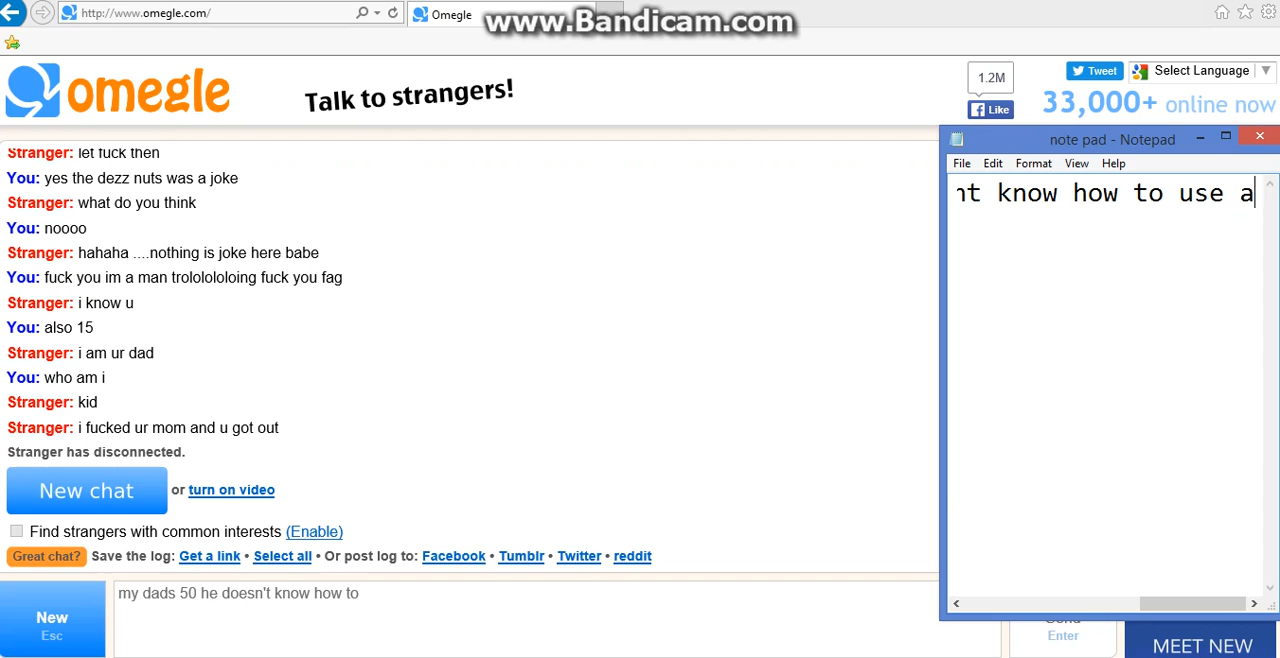 http://www.omegle.com/
Omegle
www.Bandicam.com
omegle
Talk to strangers!
1.2M
Like
Tweet
Select Language
33,000+ online now
Stranger: let fuck then
You: yes the dezz nuts was a joke
Stranger: what do you think
You: noooo
Stranger: hahaha ....nothing is joke here babe
You: fuck you im a man trololololoing fuck you fag
Stranger: i know u
You: also 15
Stranger: i am ur dad
You: who am i
Stranger: kid
Stranger: i fucked ur mom and u got out
Stranger has disconnected.
New chat or turn on video
Find strangers with common interests (Enable)
Great chat? Save the log: Get a link • Select all • Or post log to: Facebook • Tumblr • Twitter • reddit
New
Esc
my dads 50 he doesn't know how to
note pad - Notepad
File Edit Format View Help
nt know how to use a
Send
Enter
MEET NEW